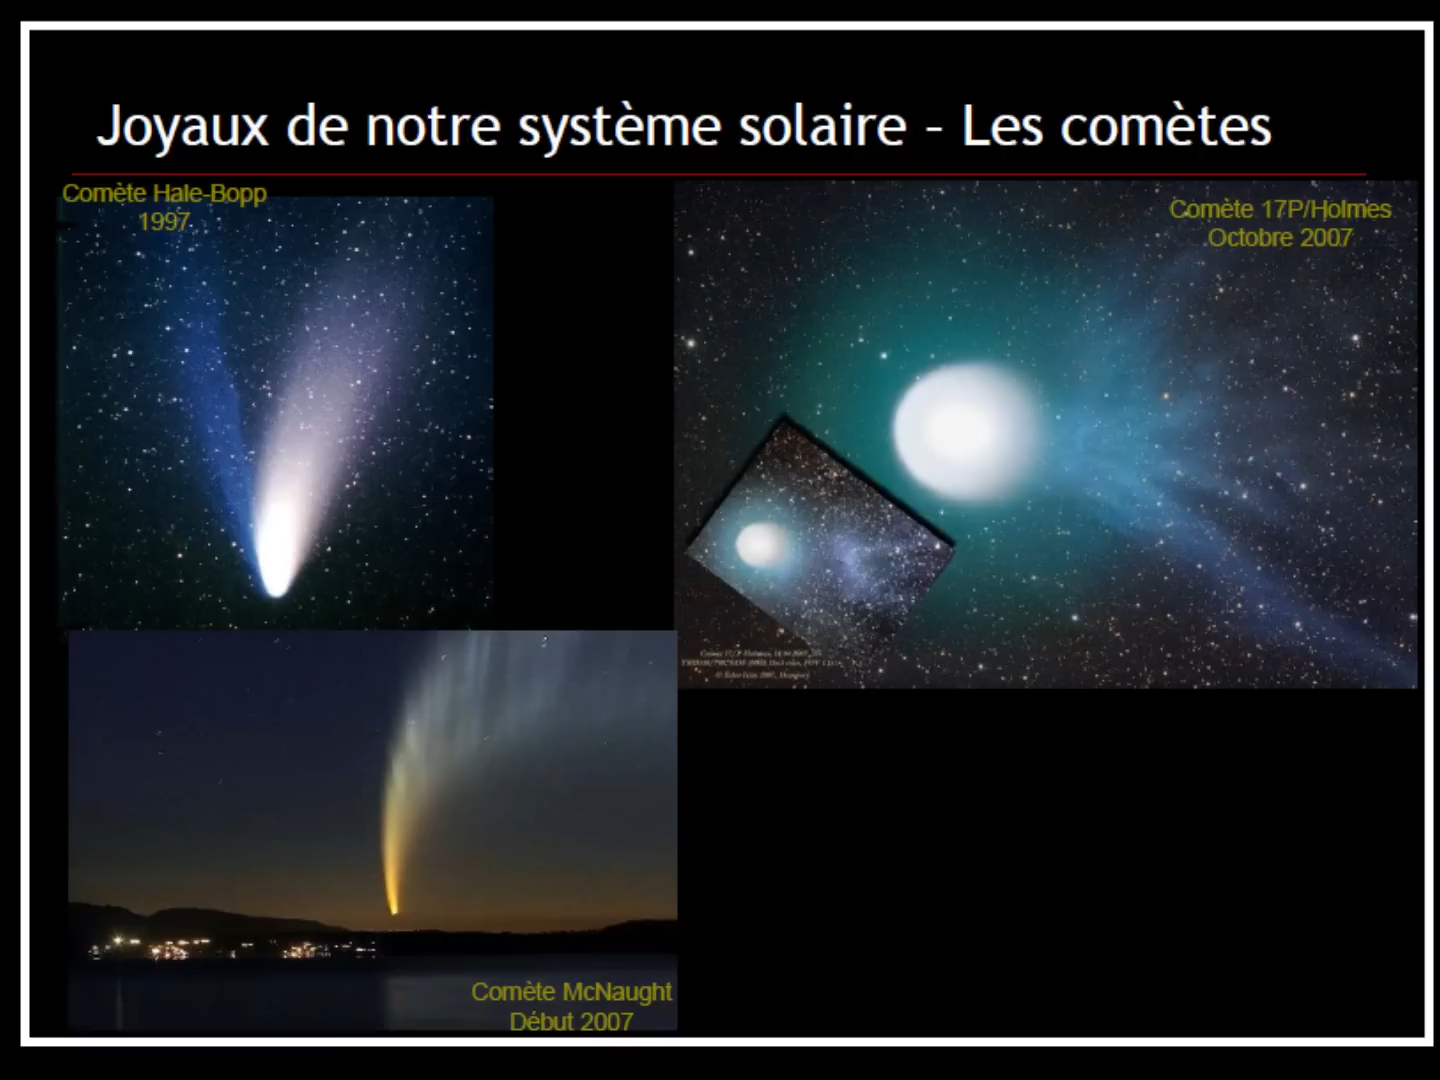 Joyaux de notre système solaire - Les comètes
Comète Hale-Bopp
1997
Comète 17P/Holmes
Octobre 2007
Comète McNaught
Début 2007